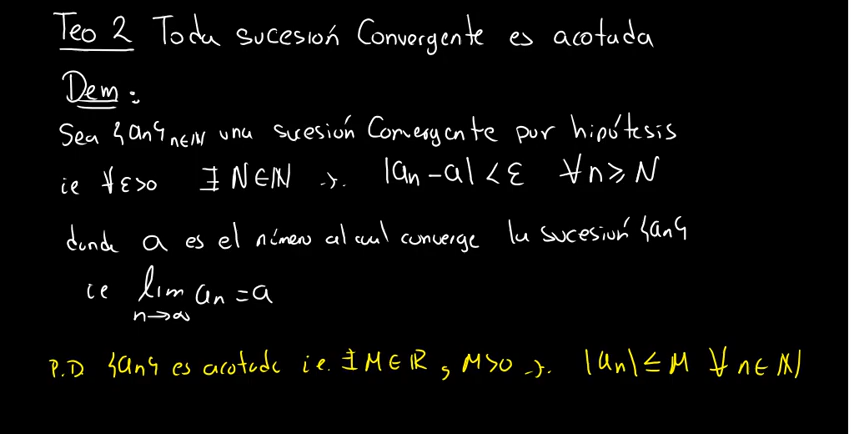 Teo 2 Toda sucesión Convergente es acotada
Dem:
Sea {an}n∈ℕ una sucesión Convergente por hipótesis
ie ∀ε>0 ∃ N∈ℕ ·∋· |an - a| < ε ∀n ≥ N
donde a es el número al cual converge la sucesión {an}
ie lim an = a
n→∞
P.D {an} es acotada i.e. ∃ M ∈ ℝ, M>0 ·∋· |an| ≤ M ∀ n ∈ ℕ